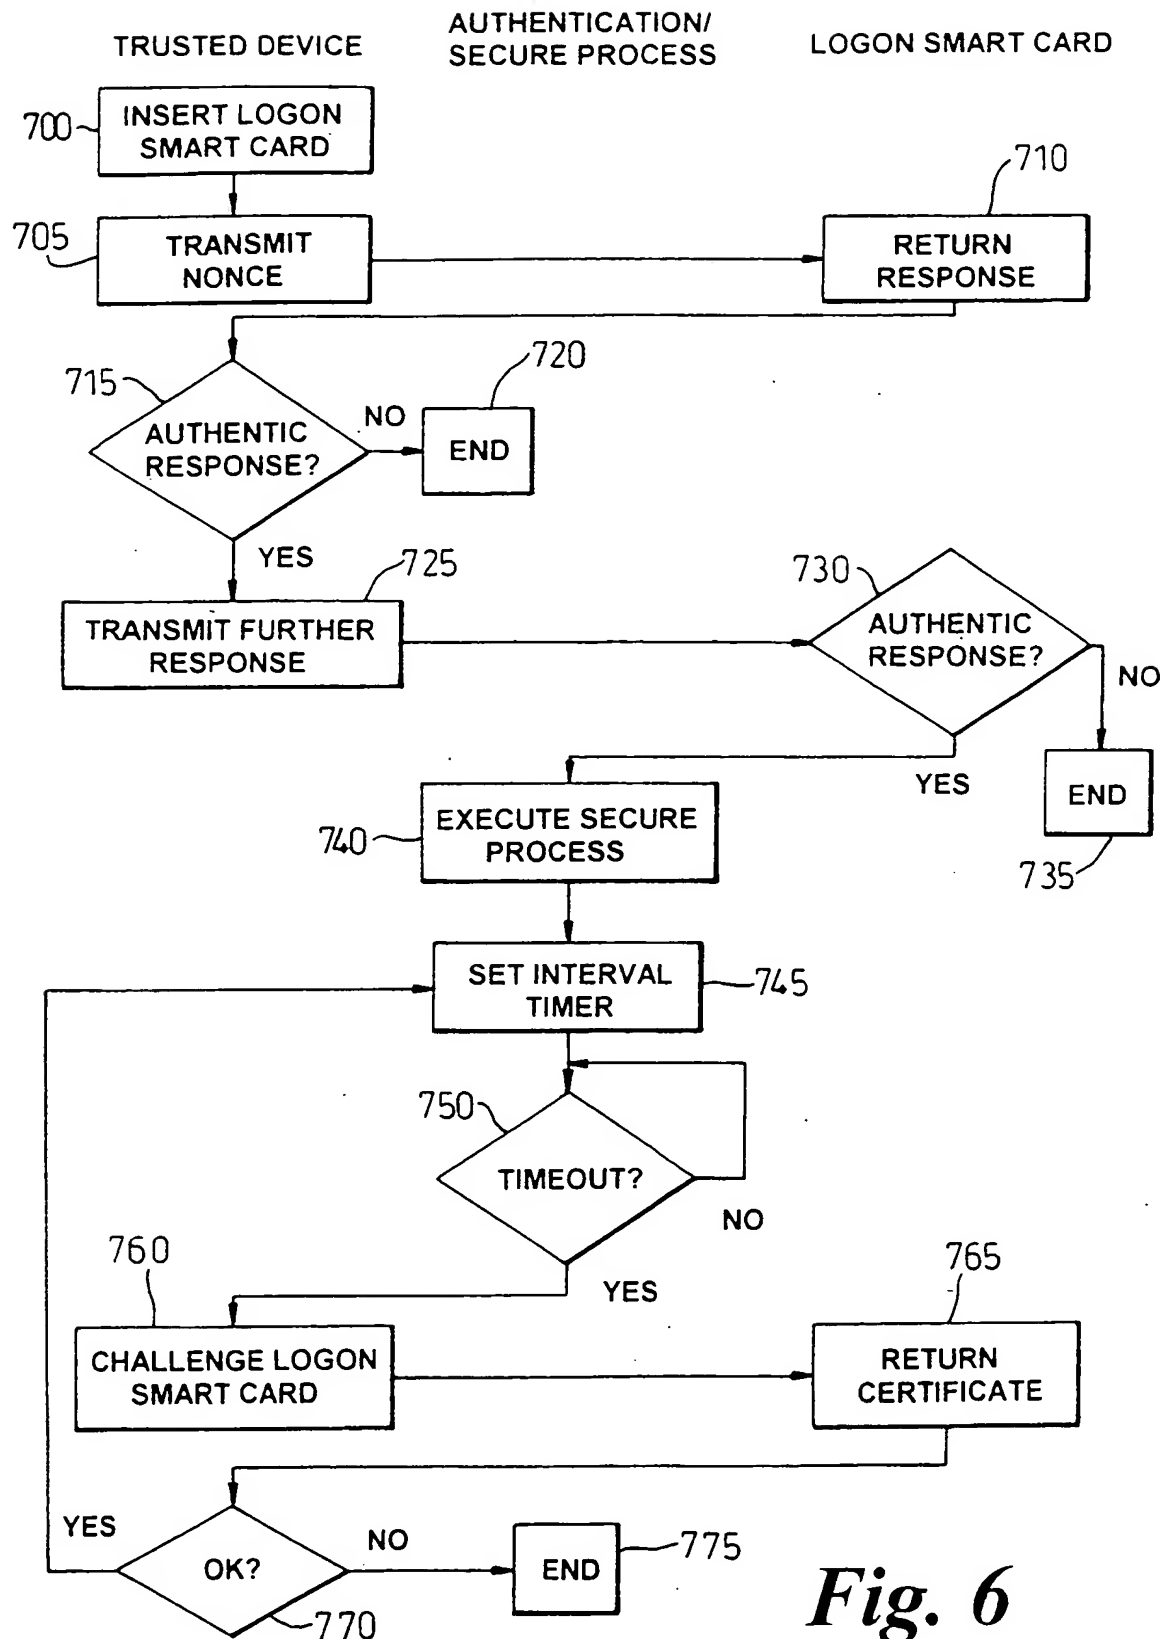 TRUSTED DEVICE
AUTHENTICATION/
SECURE PROCESS
LOGON SMART CARD
700
INSERT LOGON
SMART CARD
705
TRANSMIT
NONCE
710
RETURN
RESPONSE
715
AUTHENTIC
RESPONSE?
NO
720
END
YES
725
TRANSMIT FURTHER
RESPONSE
730
AUTHENTIC
RESPONSE?
NO
YES
END
735
740
EXECUTE SECURE
PROCESS
SET INTERVAL
TIMER
745
750
TIMEOUT?
NO
YES
760
CHALLENGE LOGON
SMART CARD
765
RETURN
CERTIFICATE
YES
OK?
770
NO
END
775
Fig. 6